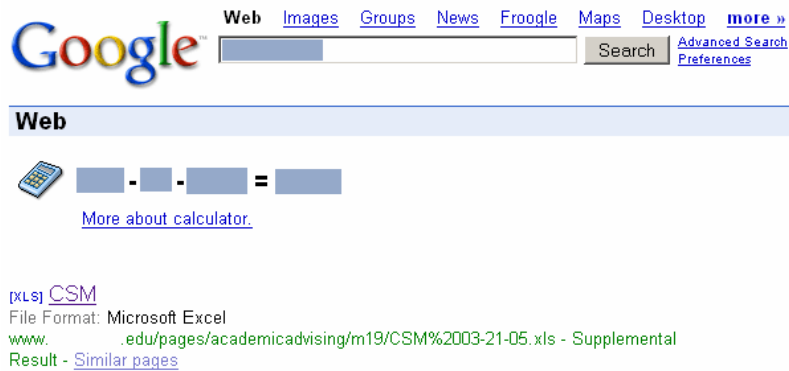 Web Images Groups News Froogle Maps Desktop more »
Google™
Search Advanced Search
Preferences
Web
- - =
More about calculator.
[XLS] CSM
File Format: Microsoft Excel
www. .edu/pages/academicadvising/m19/CSM%2003-21-05.xls - Supplemental
Result - Similar pages